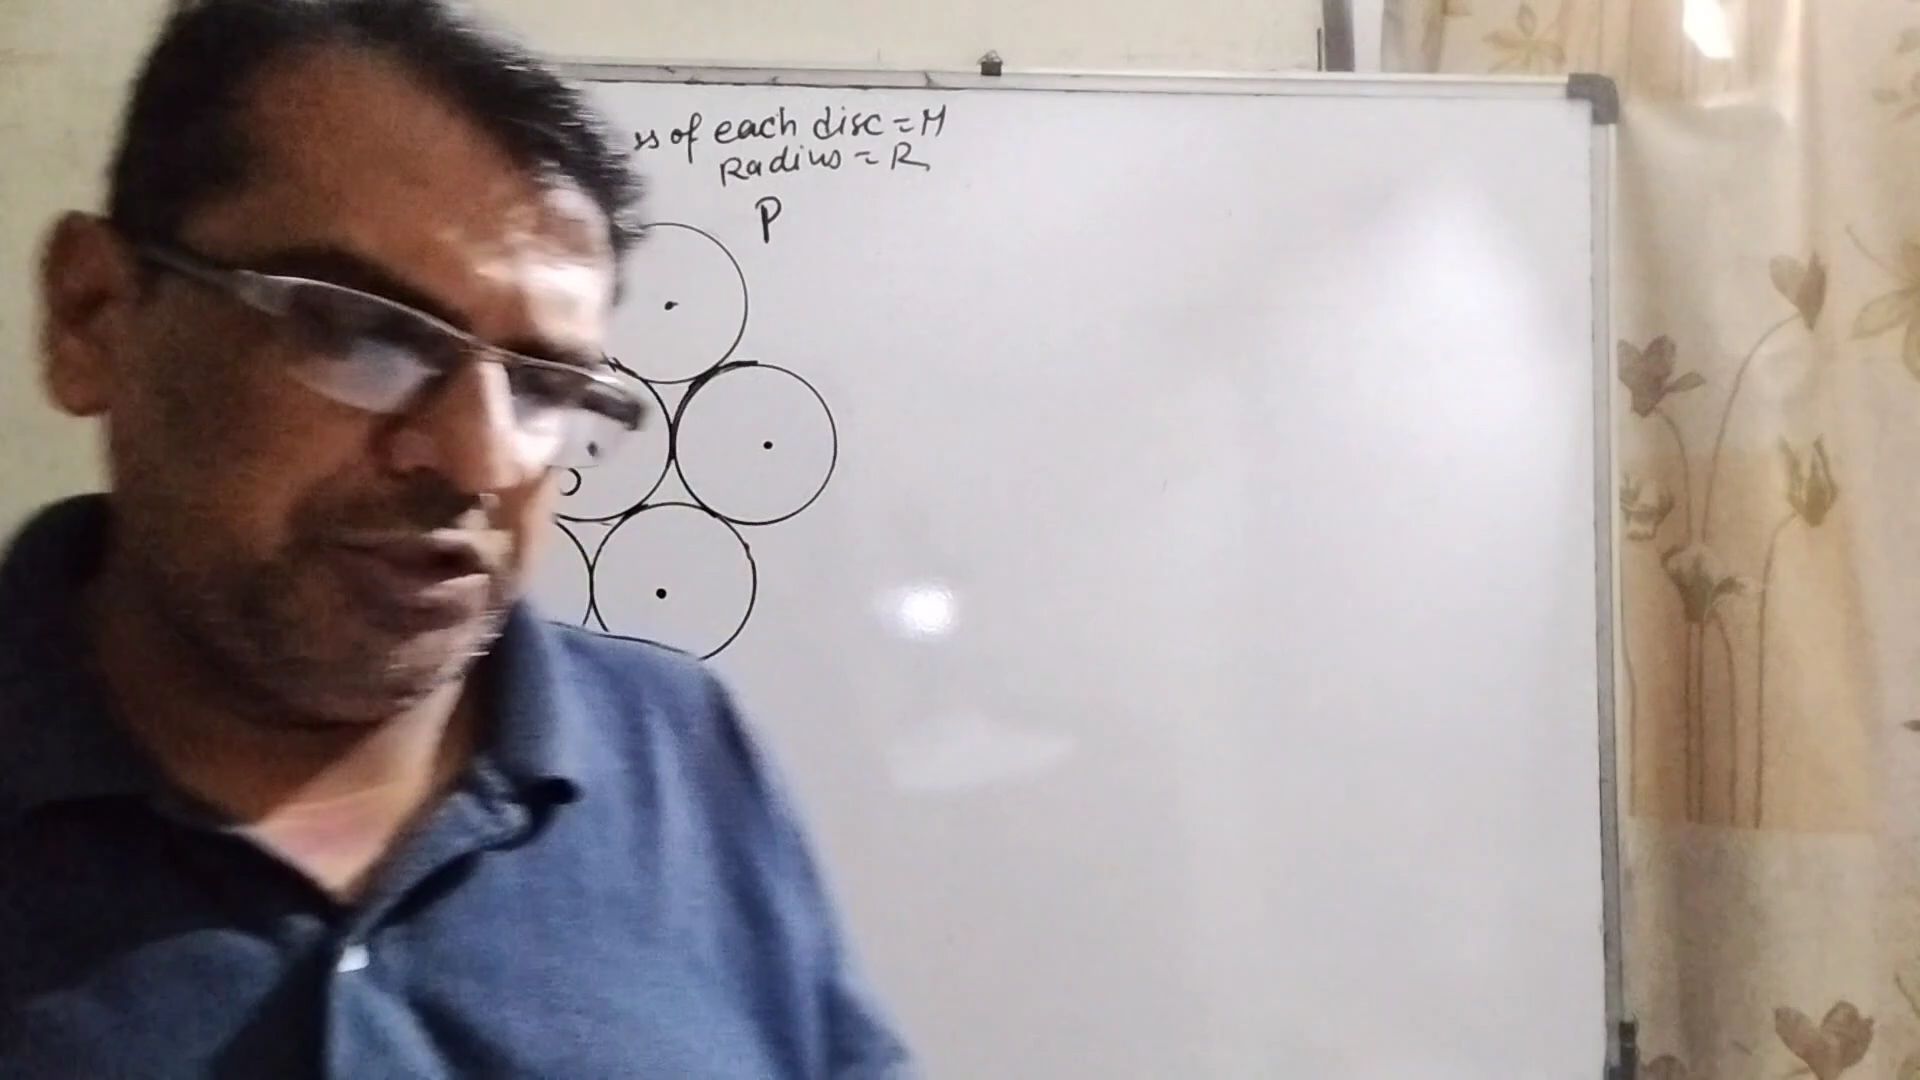 ss of each disc = M
Radius = R
P
O